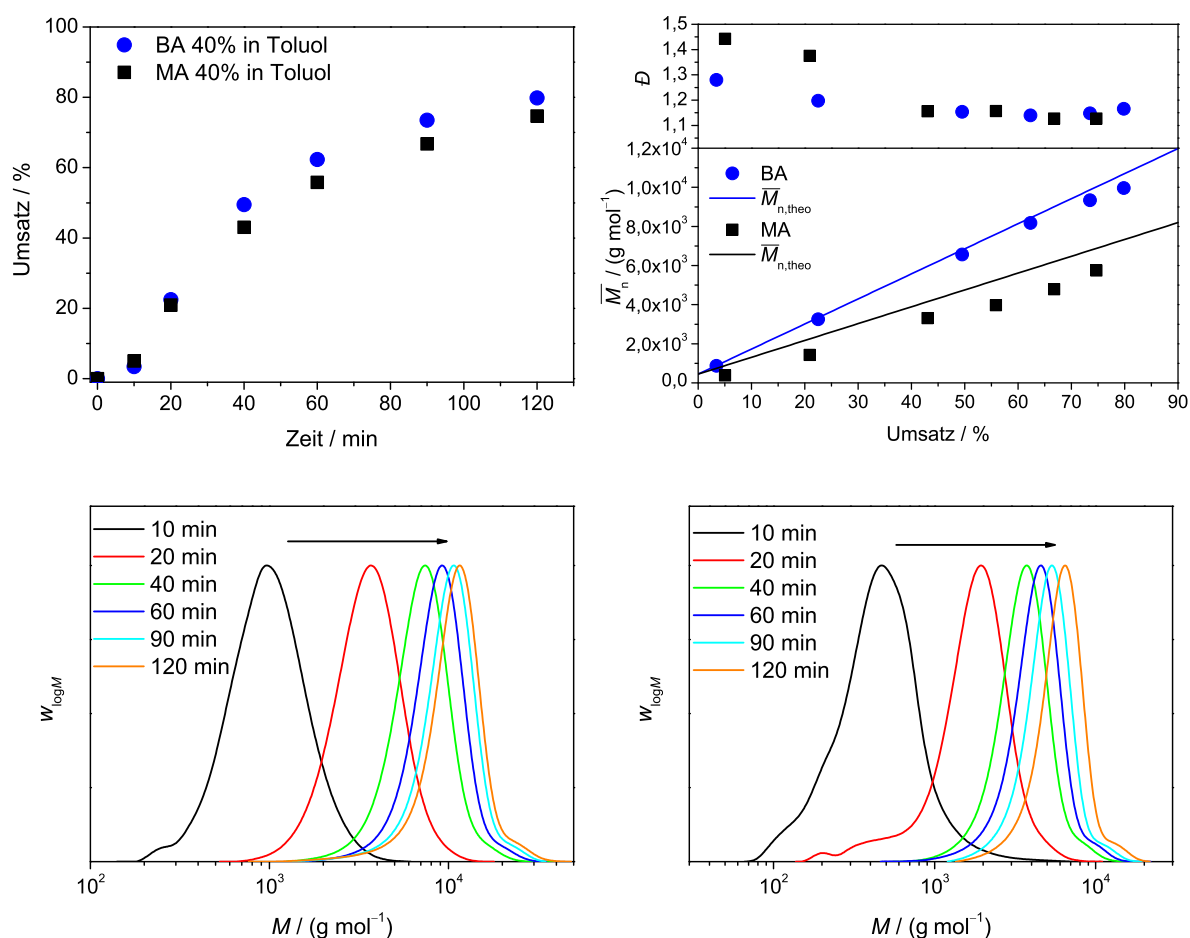 100
80
60
40
20
0
Umsatz / %
BA 40% in Toluol
MA 40% in Toluol
0 20 40 60 80 100 120
Zeit / min
1,5
1,4
1,3
1,2
1,1
Đ
1,2x10⁴
1,0x10⁴
8,0x10³
6,0x10³
4,0x10³
2,0x10³
0,0
M̅n / (g mol⁻¹)
BA
M̅n,theo
MA
M̅n,theo
0 10 20 30 40 50 60 70 80 90
Umsatz / %
wlogM
10 min
20 min
40 min
60 min
90 min
120 min
10² 10³ 10⁴
M / (g mol⁻¹)
wlogM
10 min
20 min
40 min
60 min
90 min
120 min
10² 10³ 10⁴
M / (g mol⁻¹)